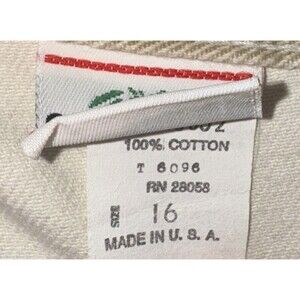 100% COTTON
T 6096
RN 28058
SIZE 16
MADE IN U. S. A.